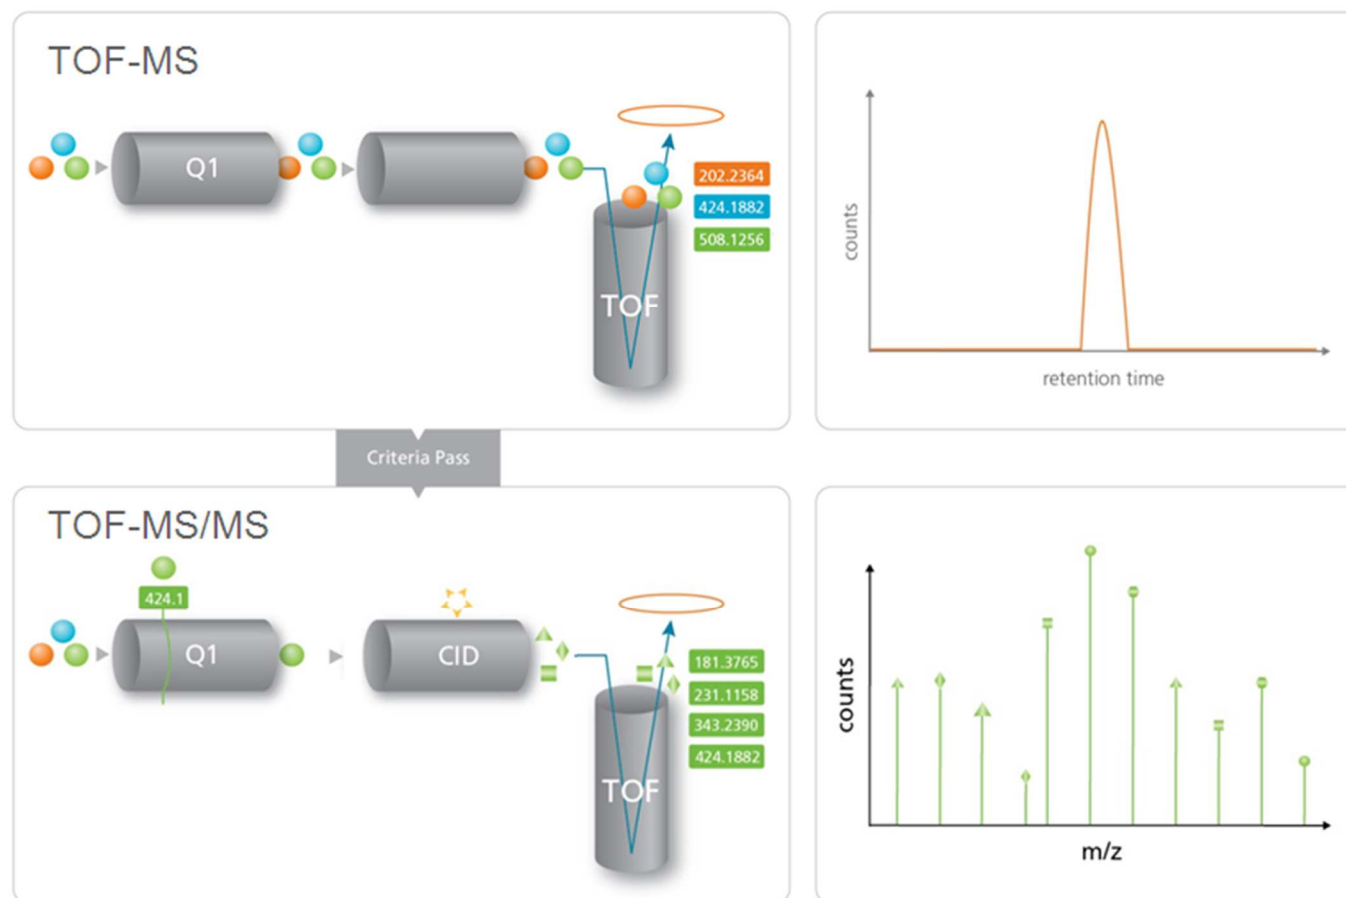 TOF-MS
Q1
TOF
202.2364
424.1882
508.1256
counts
retention time
Criteria Pass
TOF-MS/MS
424.1
Q1
CID
TOF
181.3765
231.1158
343.2390
424.1882
counts
m/z